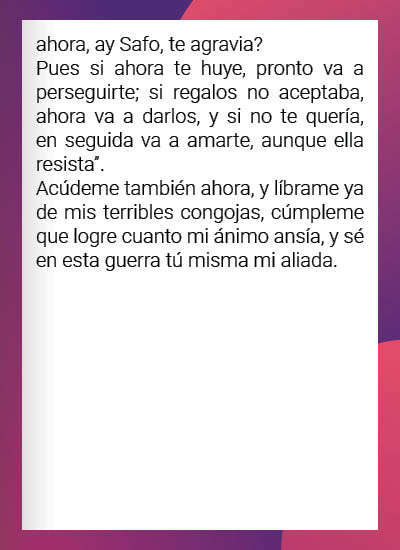 ahora, ay Safo, te agravia?
Pues si ahora te huye, pronto va a
perseguirte; si regalos no aceptaba,
ahora va a darlos, y si no te quería,
en seguida va a amarte, aunque ella
resista”.
Acúdeme también ahora, y líbrame ya
de mis terribles congojas, cúmpleme
que logre cuanto mi ánimo ansía, y sé
en esta guerra tú misma mi aliada.